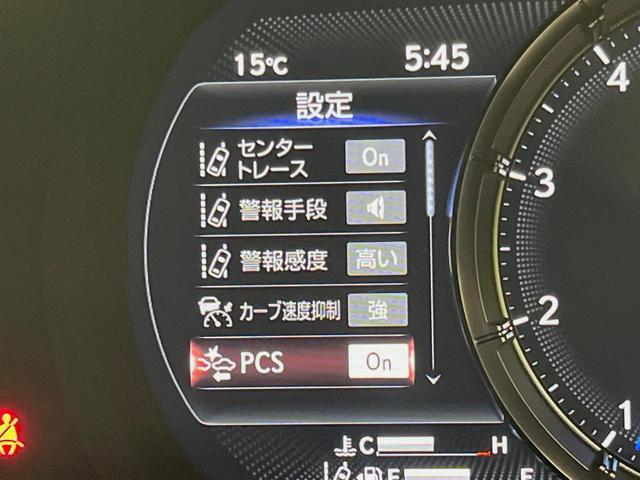 15℃ 5:45
設定
センター
トレース On
警報手段
警報感度 高い
カーブ速度抑制 強
PCS On
4
3
2
1
C H
F